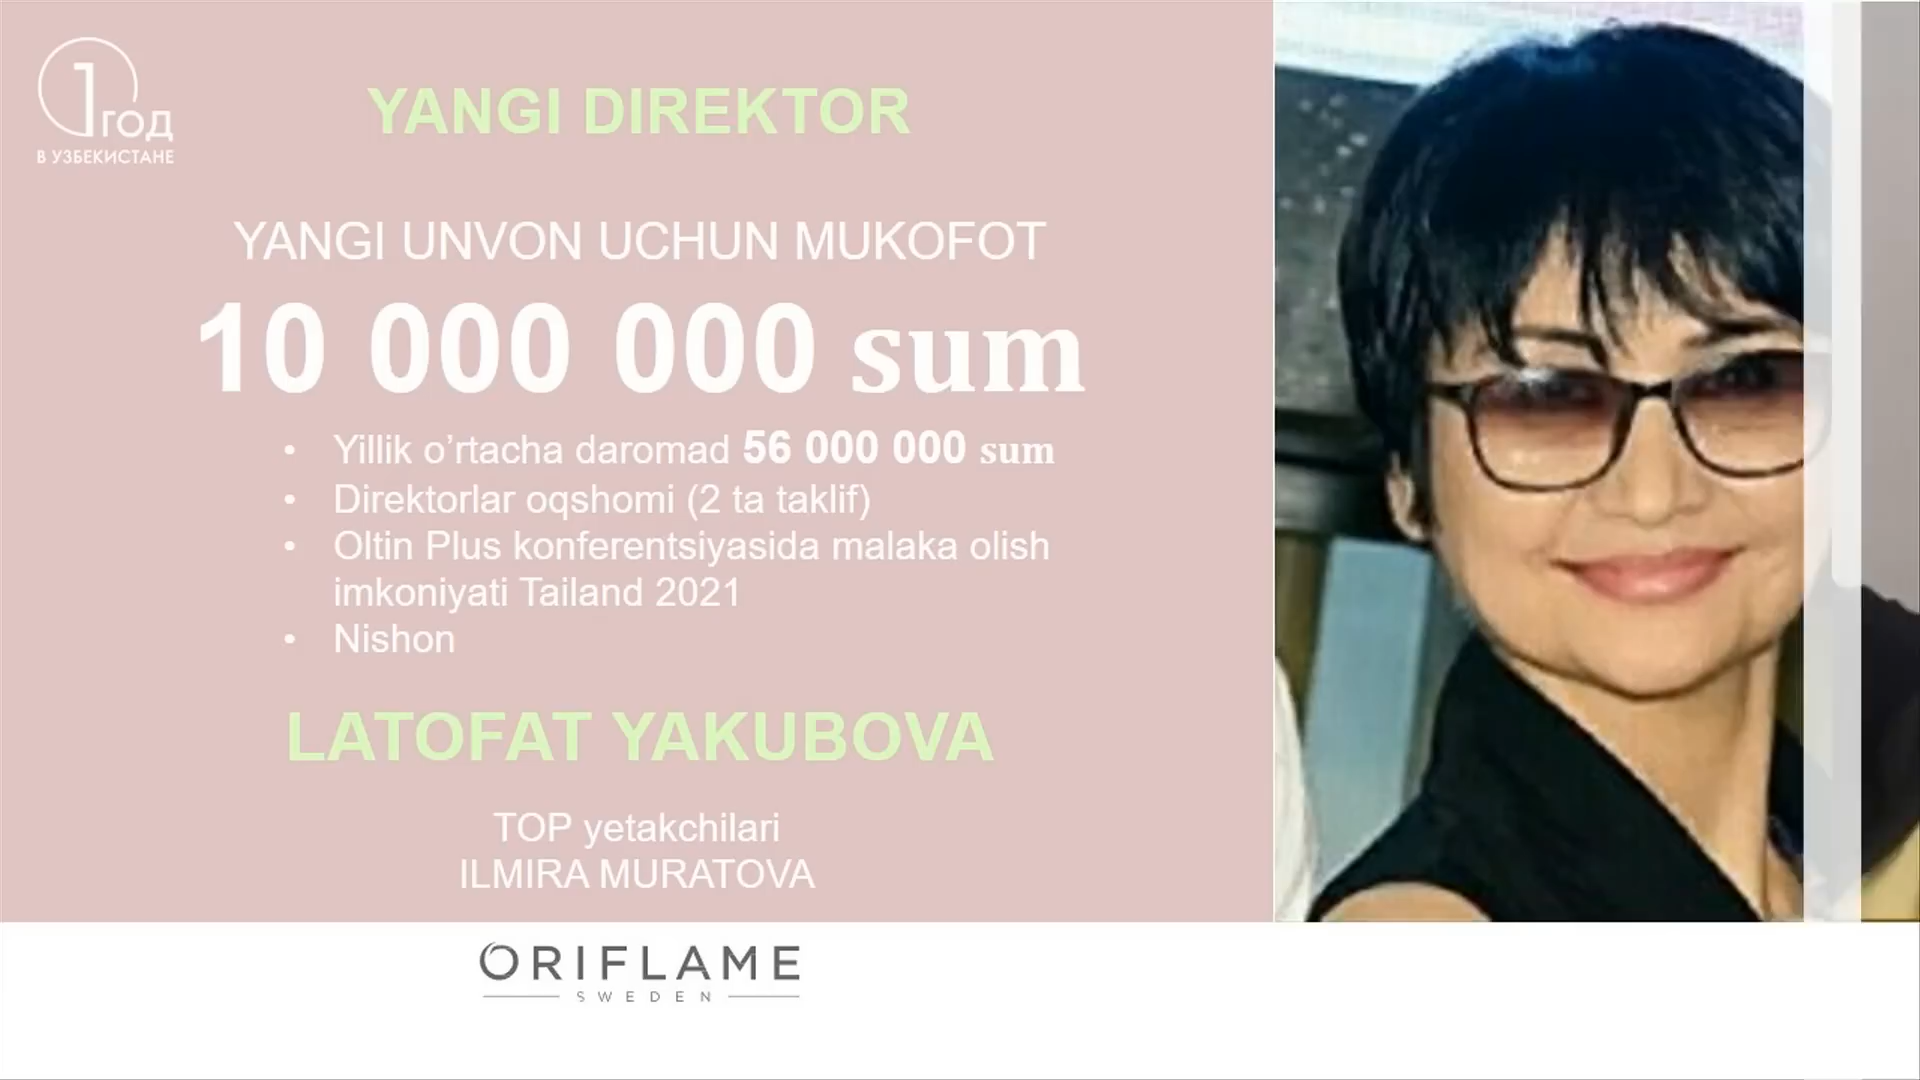 1 год
В УЗБЕКИСТАНЕ
YANGI DIREKTOR
YANGI UNVON UCHUN MUKOFOT
10 000 000 sum
• Yillik o’rtacha daromad 56 000 000 sum
• Direktorlar oqshomi (2 ta taklif)
• Oltin Plus konferentsiyasida malaka olish
imkoniyati Tailand 2021
• Nishon
LATOFAT YAKUBOVA
TOP yetakchilari
ILMIRA MURATOVA
ORIFLAME
SWEDEN